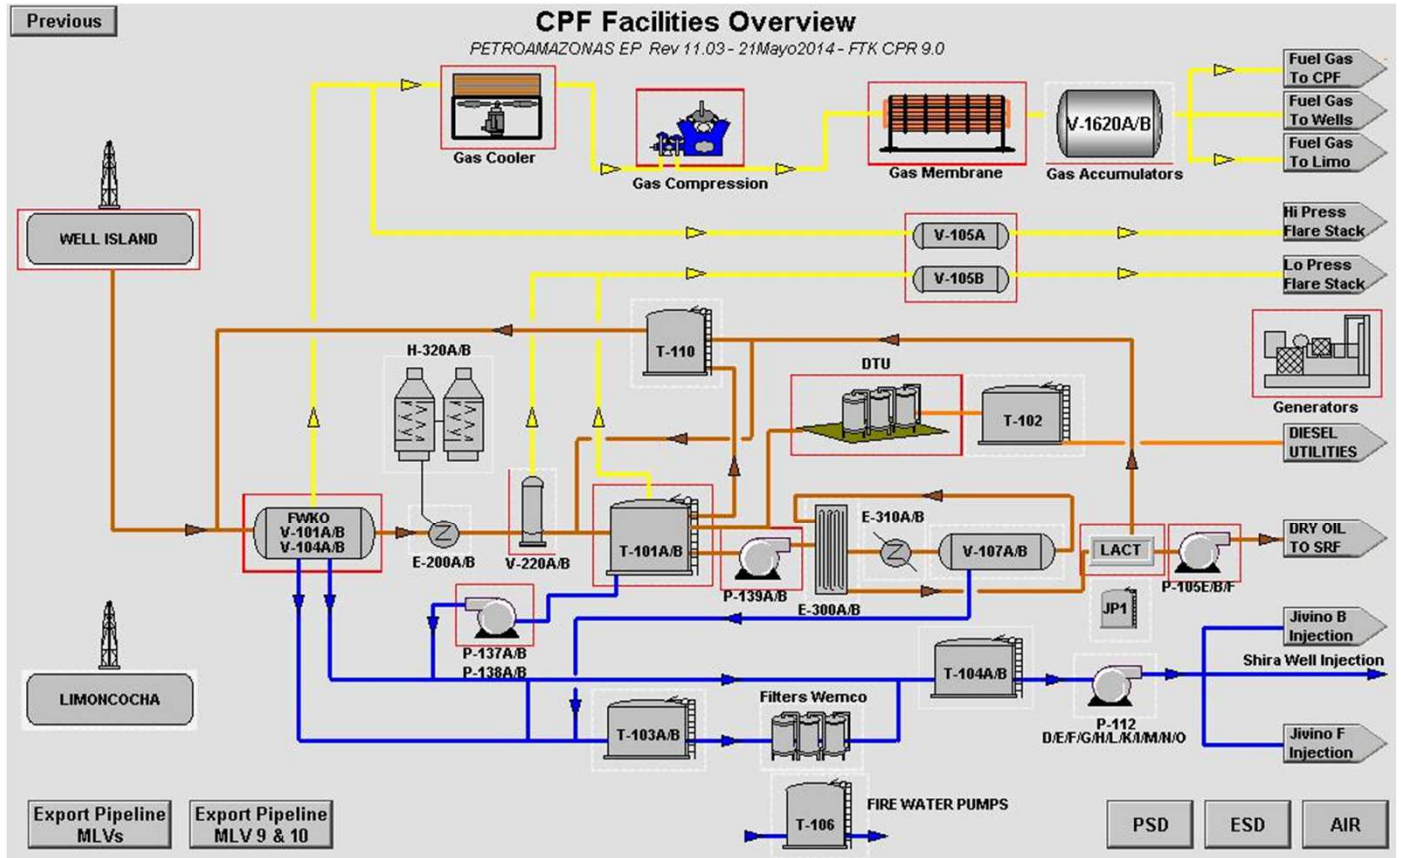 Previous
CPF Facilities Overview
PETROAMAZONAS EP Rev 11.03 - 21Mayo2014 - FTK CPR 9.0
Fuel Gas
To CPF
Fuel Gas
To Wells
Fuel Gas
To Limo
V-1620A/B
Gas Cooler
Gas Compression
Gas Membrane
Gas Accumulators
Hi Press
Flare Stack
WELL ISLAND
V-105A
V-105B
Lo Press
Flare Stack
H-320A/B
T-110
DTU
T-102
Generators
DIESEL
UTILITIES
FWKO
V-101A/B
V-104A/B
E-200A/B
V-220A/B
T-101A/B
P-139A/B
E-310A/B
E-300A/B
V-107A/B
LACT
P-105E/B/F
DRY OIL
TO SRF
JP1
P-137A/B
P-138A/B
Jivino B
Injection
Shira Well Injection
LIMONCOCHA
T-104A/B
Filters Wemco
T-103A/B
P-112
D/E/F/G/H/L/K/I/M/N/O
Jivino F
Injection
T-106
FIRE WATER PUMPS
Export Pipeline
MLVs
Export Pipeline
MLV 9 & 10
PSD
ESD
AIR